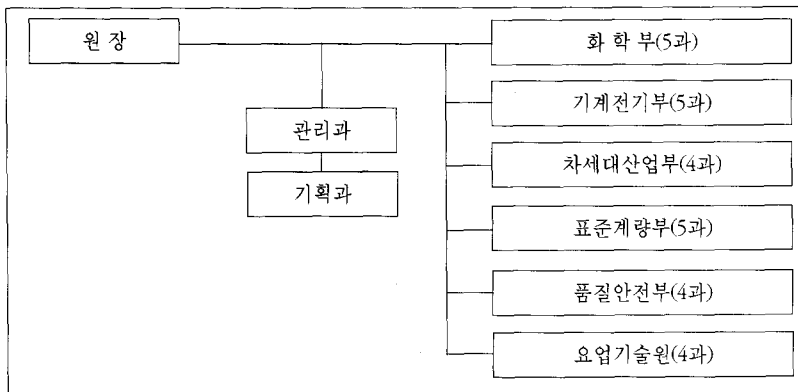 원 장
화 학 부(5과)
기계전기부(5과)
관리과
차세대산업부(4과)
기획과
표준계량부(5과)
품질안전부(4과)
요업기술원(4과)